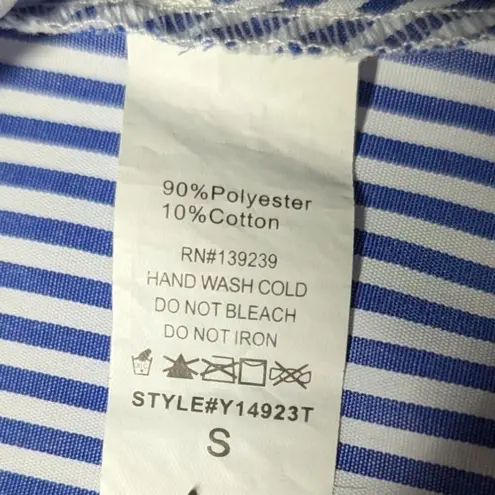 90%Polyester
10%Cotton
RN#139239
HAND WASH COLD
DO NOT BLEACH
DO NOT IRON
STYLE#Y14923T
S